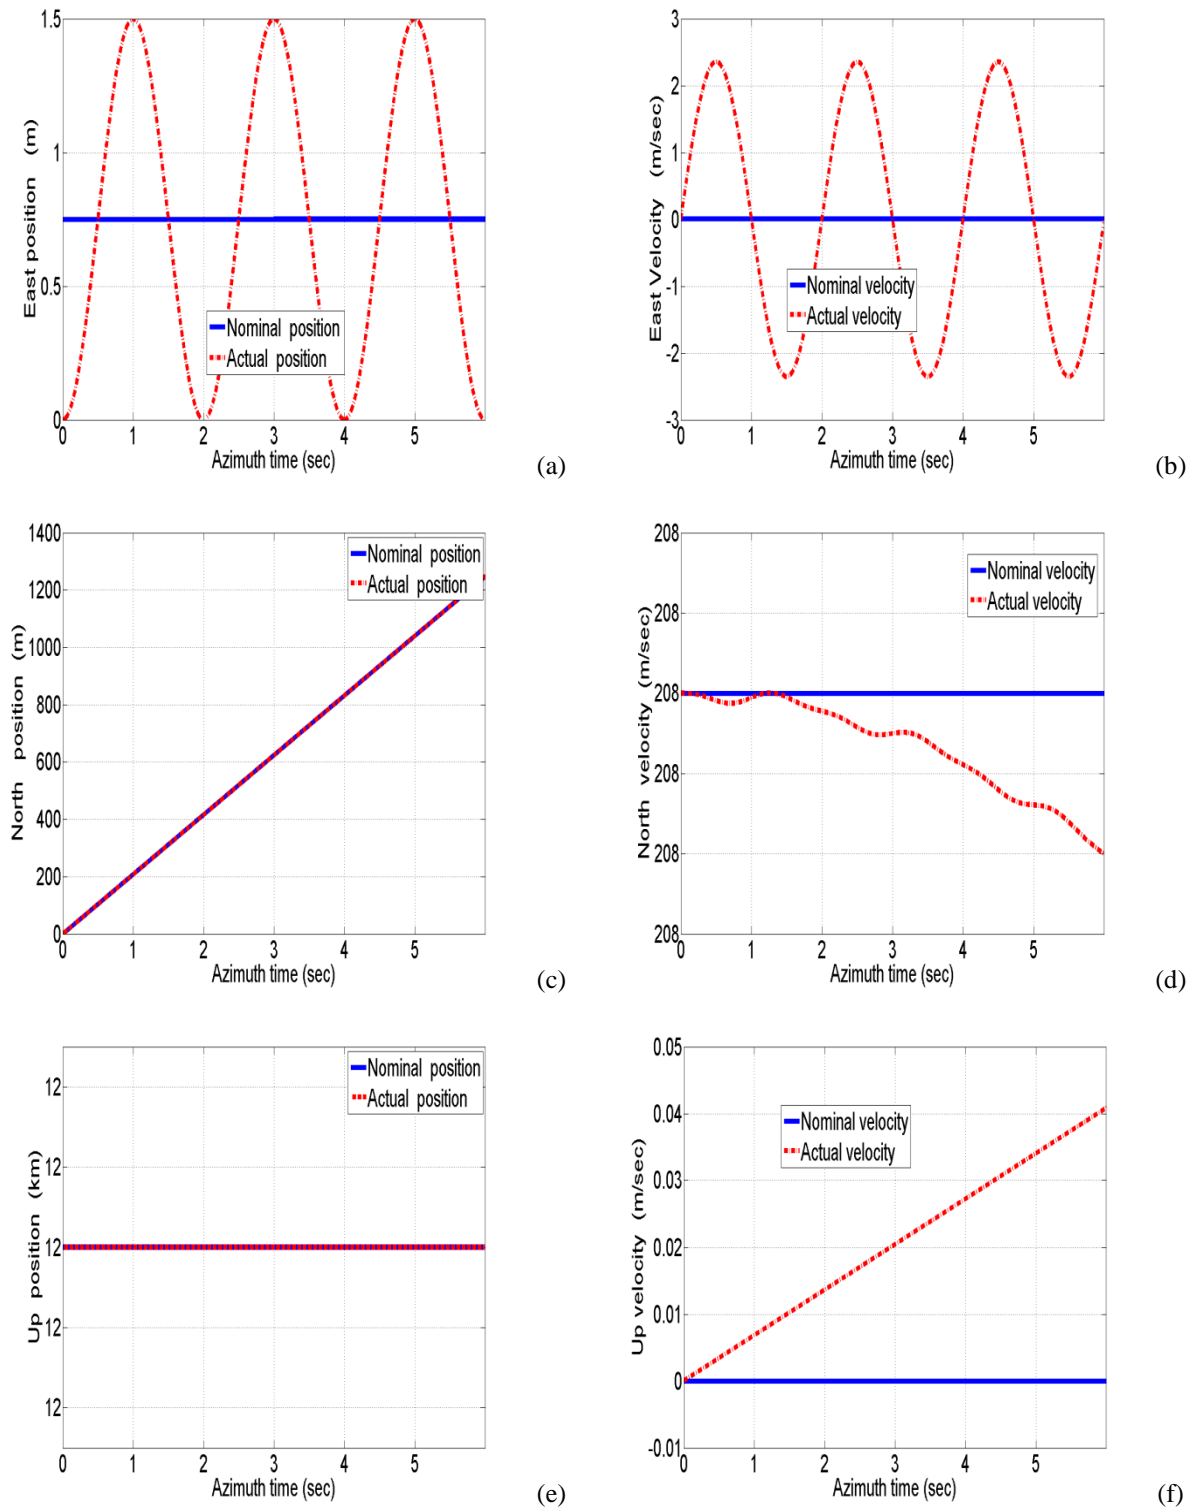 1.5
1
0.5
0
East position (m)
Nominal position
Actual position
0 1 2 3 4 5
Azimuth time (sec)
(a)
3
2
1
0
-1
-2
-3
East Velocity (m/sec)
Nominal velocity
Actual velocity
0 1 2 3 4 5
Azimuth time (sec)
(b)
1400
1200
1000
800
600
400
200
0
North position (m)
Nominal position
Actual position
0 1 2 3 4 5
Azimuth time (sec)
(c)
208
208
208
208
208
208
North velocity (m/sec)
Nominal velocity
Actual velocity
0 1 2 3 4 5
Azimuth time (sec)
(d)
12
12
12
12
12
Up position (km)
Nominal position
Actual position
0 1 2 3 4 5
Azimuth time (sec)
(e)
0.05
0.04
0.03
0.02
0.01
0
-0.01
Up velocity (m/sec)
Nominal velocity
Actual velocity
0 1 2 3 4 5
Azimuth time (sec)
(f)